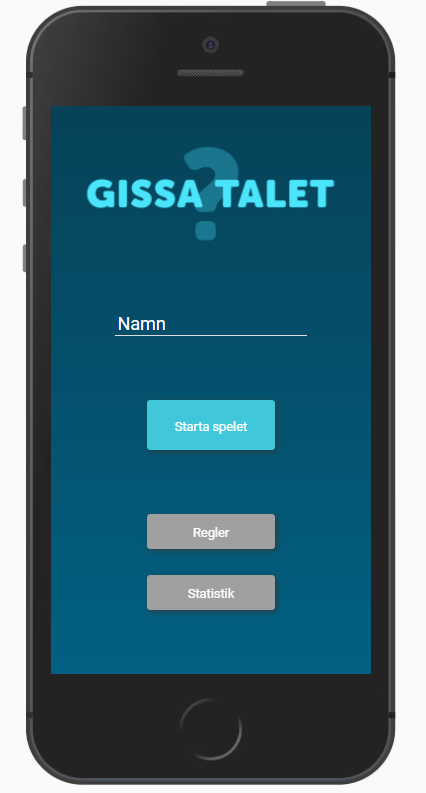 GISSA TALET
Namn
Starta spelet
Regler
Statistik